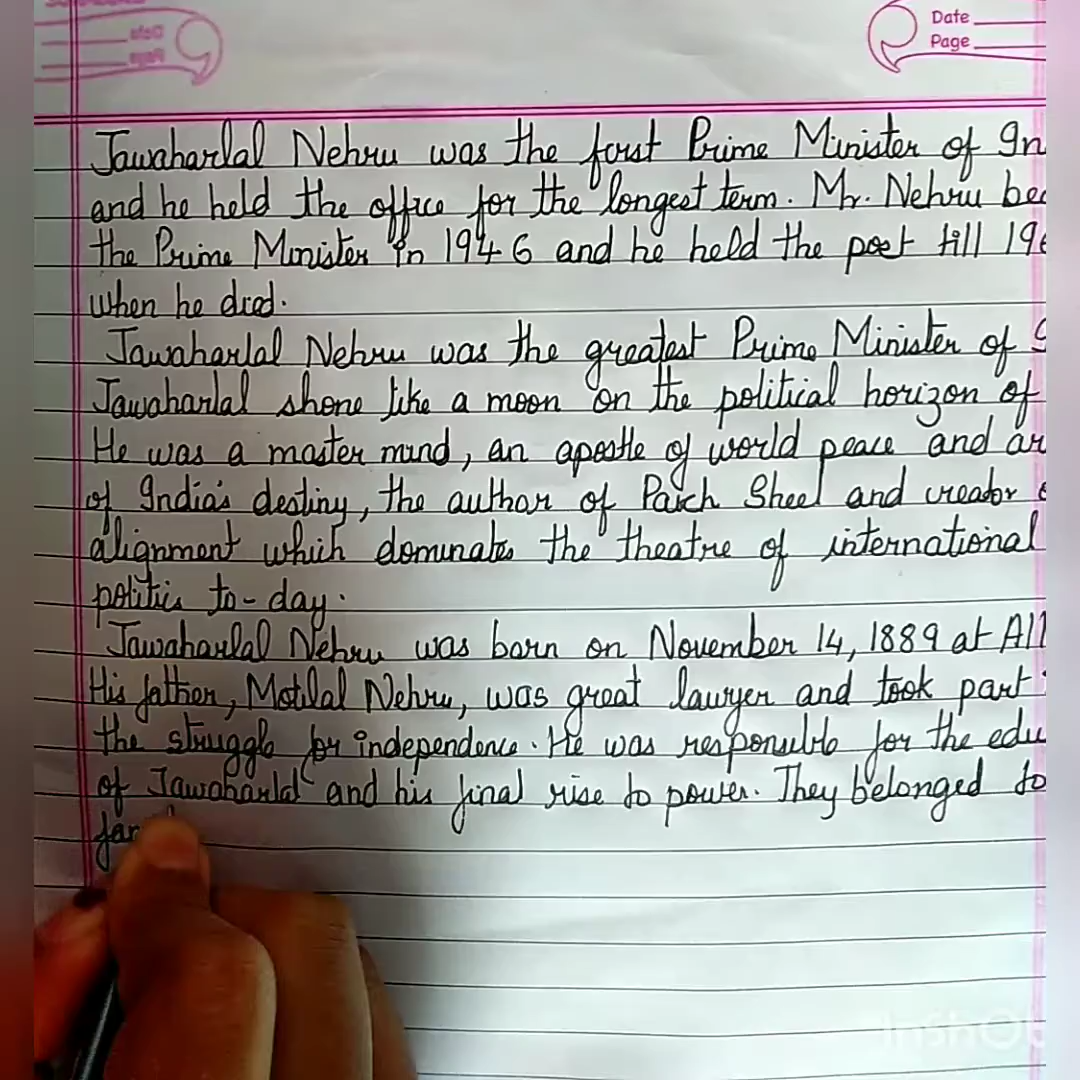 Date
Page
Jawaharlal Nehru was the first Prime Minister of In
and he held the office for the longest term. Mr. Nehru bec
the Prime Minister in 1946 and he held the post till 196
when he died.
Jawaharlal Nehru was the greatest Prime Minister of
Jawaharlal shone like a moon on the political horizon of
He was a master mind, an apostle of world peace and ar
of India's destiny, the author of Panch Sheel and creator
alignment which dominates the theatre of international
politics to-day.
Jawaharlal Nehru was born on November 14, 1889 at All
His father, Motilal Nehru, was great lawyer and took part
the struggle for independence. He was responsible for the edu
of Jawaharlal and his final rise to power. They belonged to